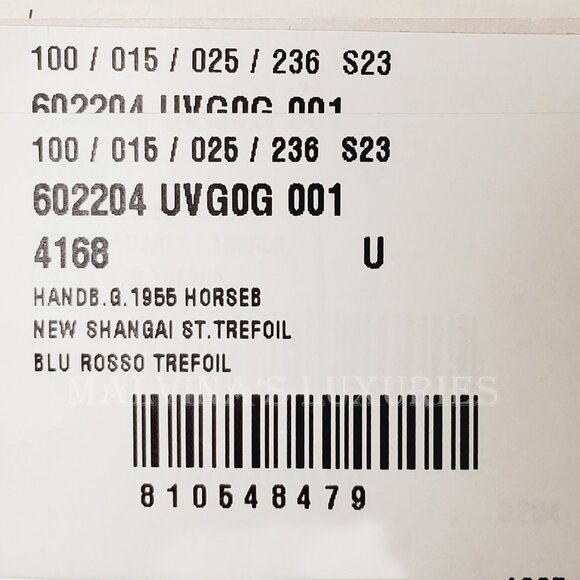 100 / 015 / 025 / 236 S23
602204 UVG0G 001
100 / 015 / 025 / 236 S23
602204 UVG0G 001
4168 U
HANDB.G.1955 HORSEB
NEW SHANGAI ST.TREFOIL
BLU ROSSO TREFOIL
MALVINA'S LUXURIES
810548479